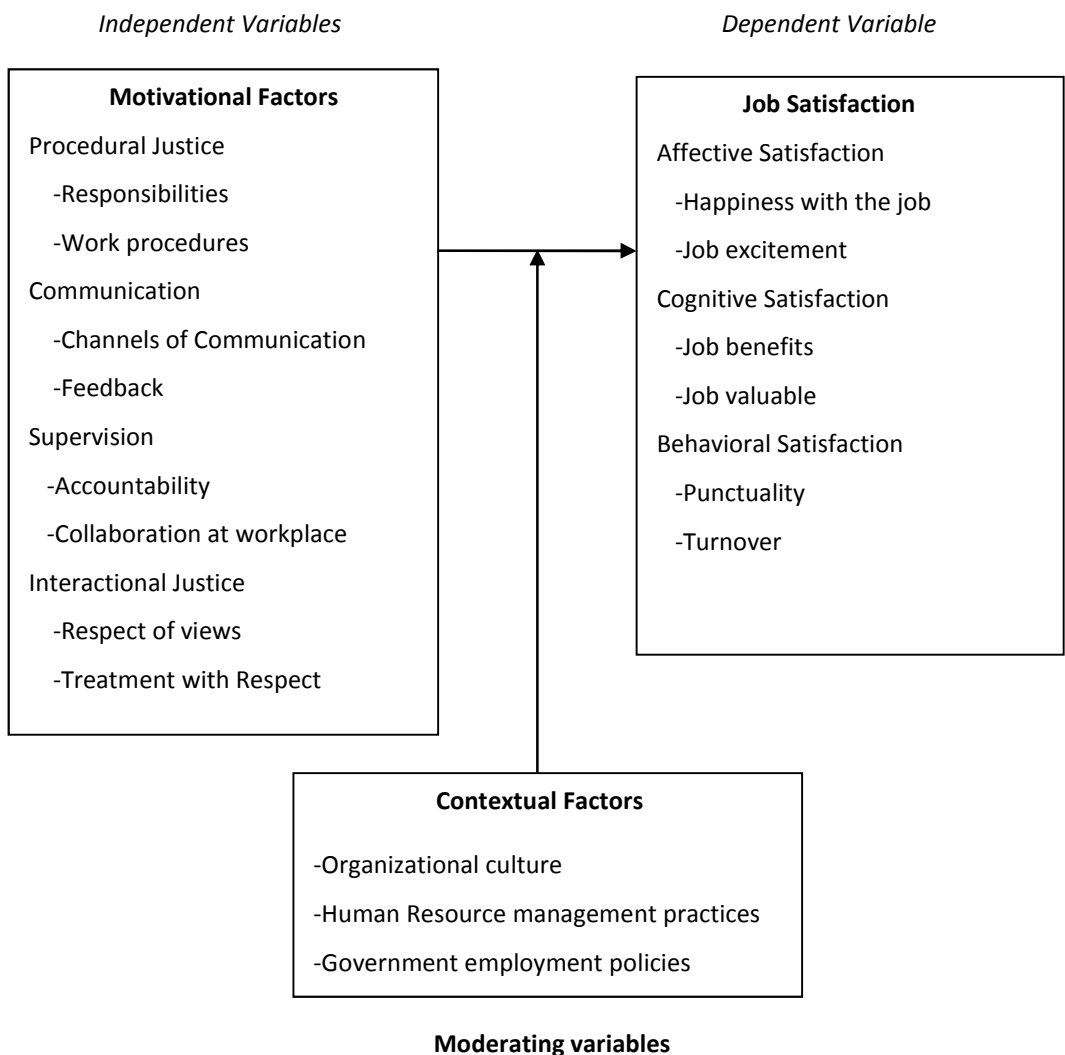 Independent Variables
Dependent Variable
Motivational Factors
Procedural Justice
-Responsibilities
-Work procedures
Communication
-Channels of Communication
-Feedback
Supervision
-Accountability
-Collaboration at workplace
Interactional Justice
-Respect of views
-Treatment with Respect
Job Satisfaction
Affective Satisfaction
-Happiness with the job
-Job excitement
Cognitive Satisfaction
-Job benefits
-Job valuable
Behavioral Satisfaction
-Punctuality
-Turnover
Contextual Factors
-Organizational culture
-Human Resource management practices
-Government employment policies
Moderating variables